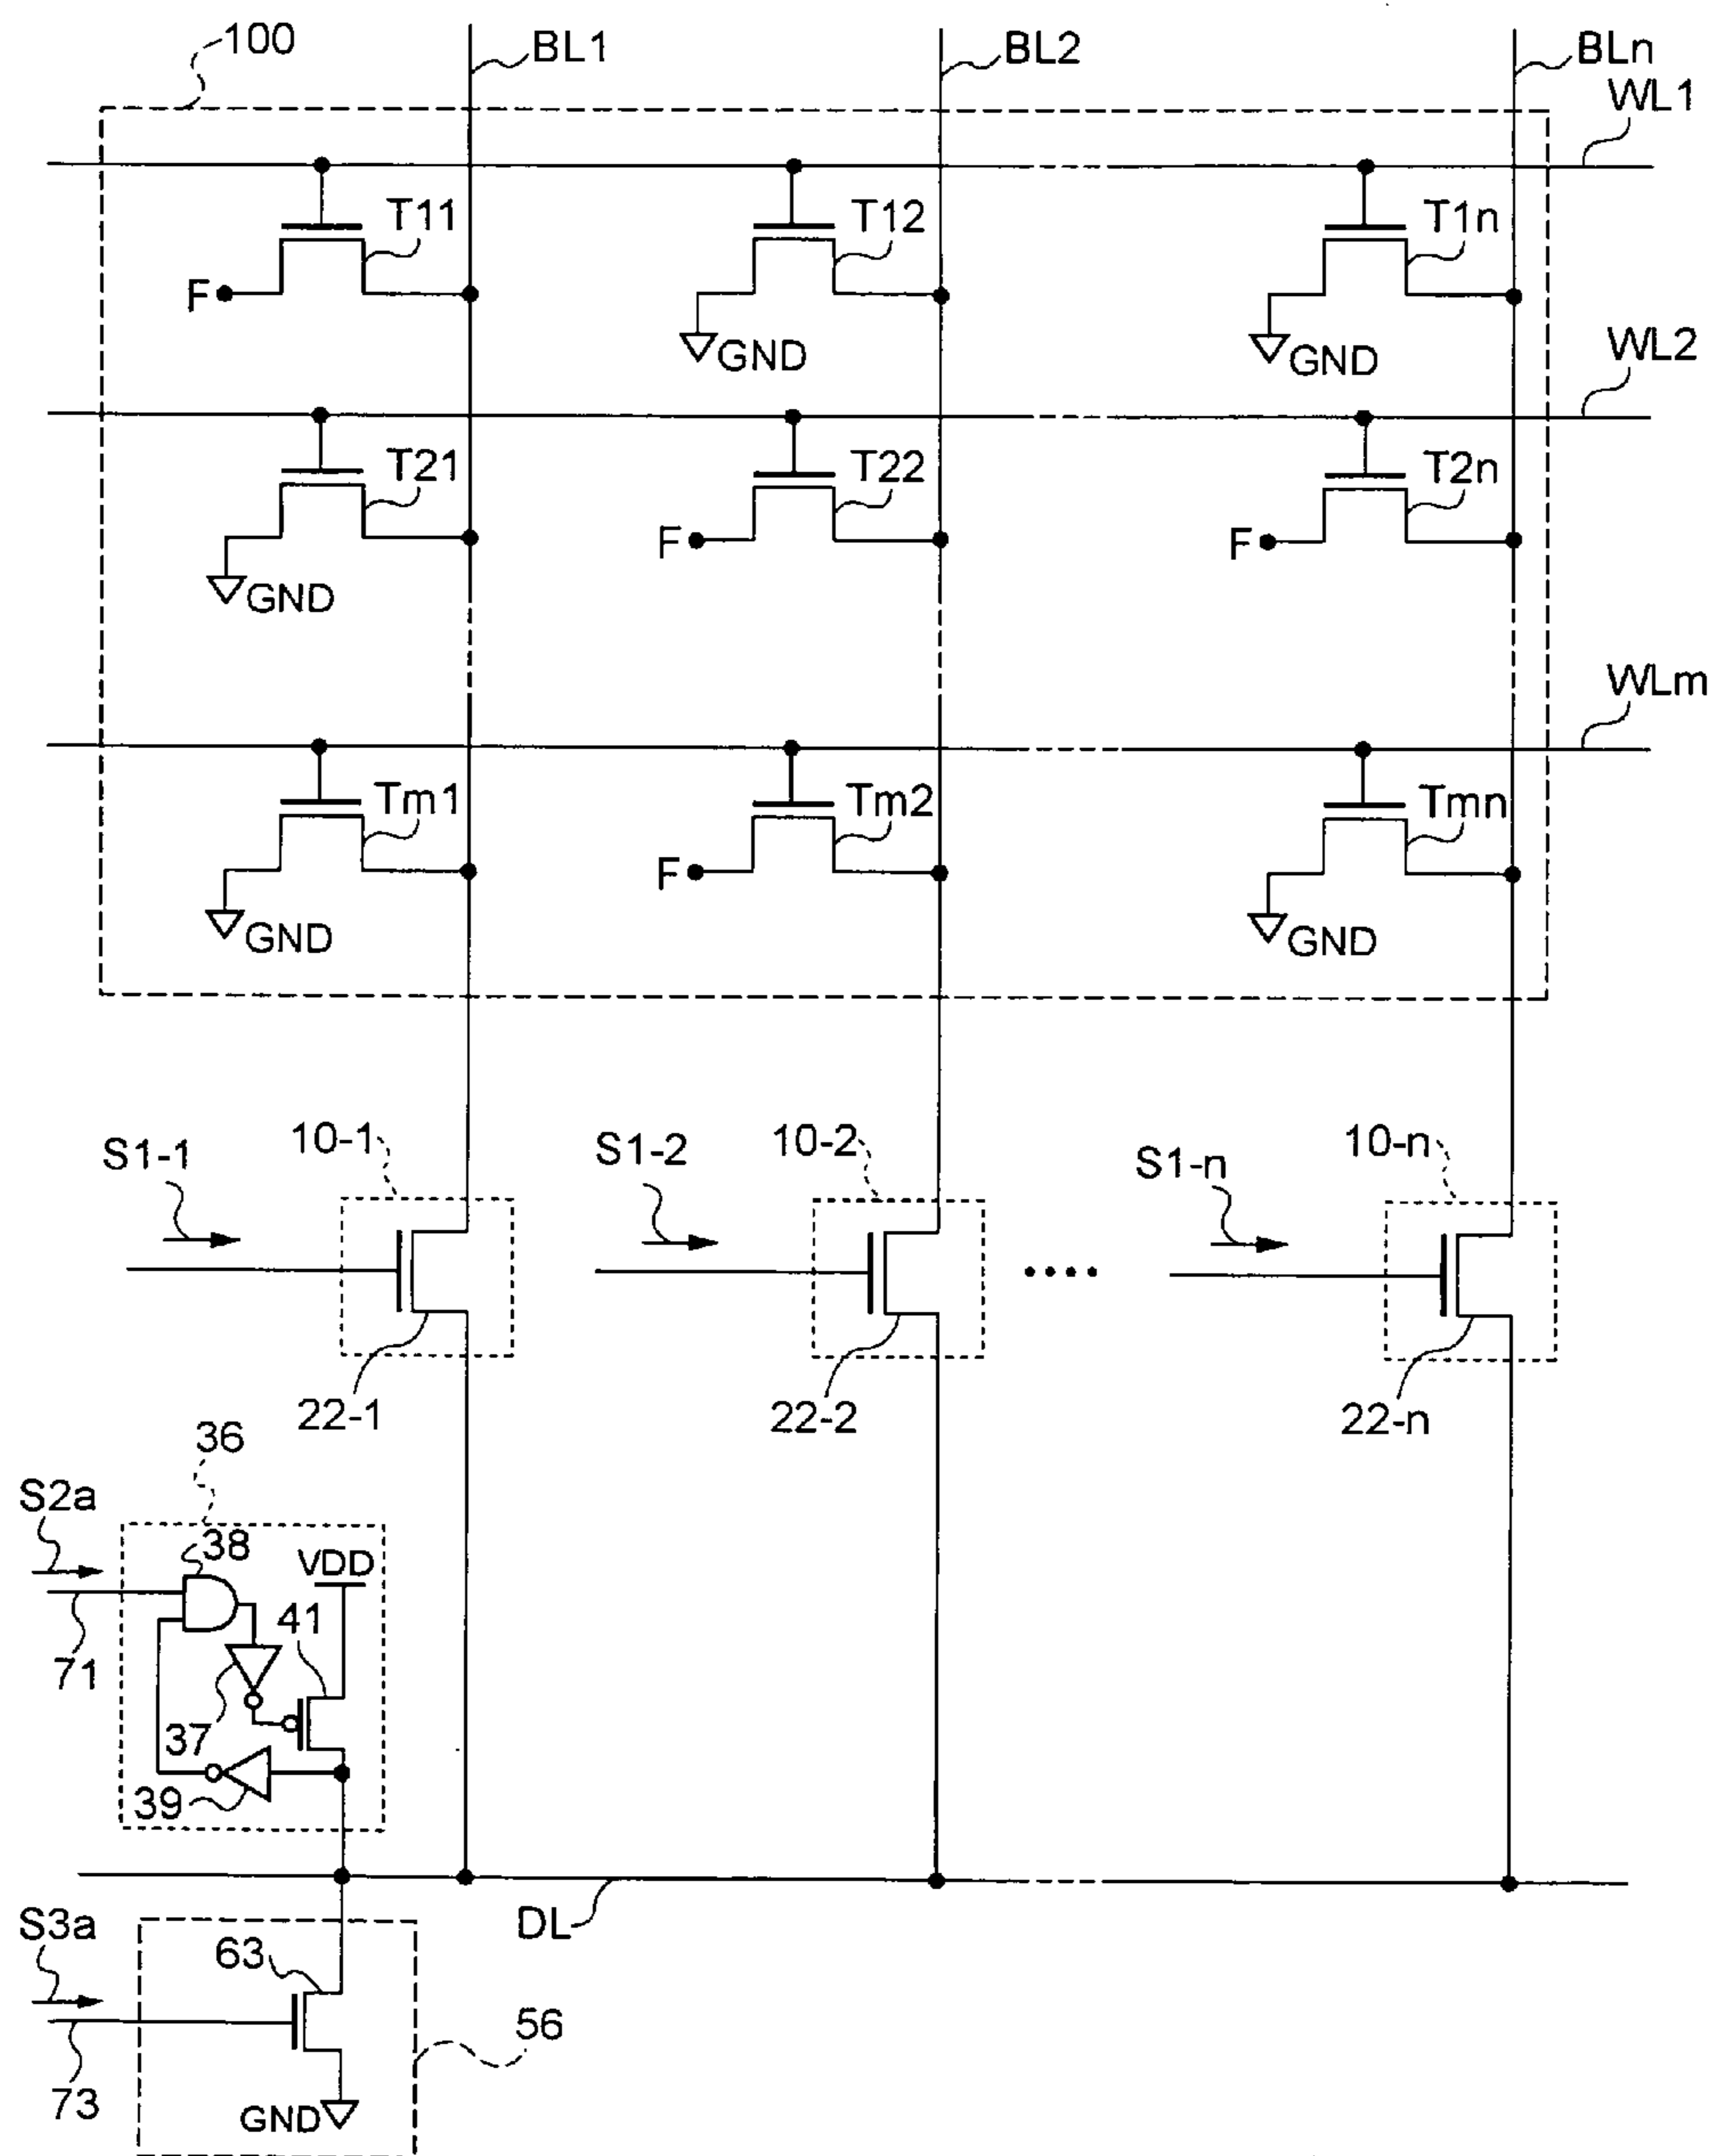 100
BL1
BL2
BLn
WL1
T11
T12
T1n
F
GND
GND
WL2
T21
T22
T2n
F
F
GND
WLm
Tm1
Tm2
Tmn
F
GND
GND
S1-1
10-1
S1-2
10-2
S1-n
10-n
22-1
22-2
22-n
36
S2a
38
VDD
41
71
37
39
DL
S3a
63
56
73
GND